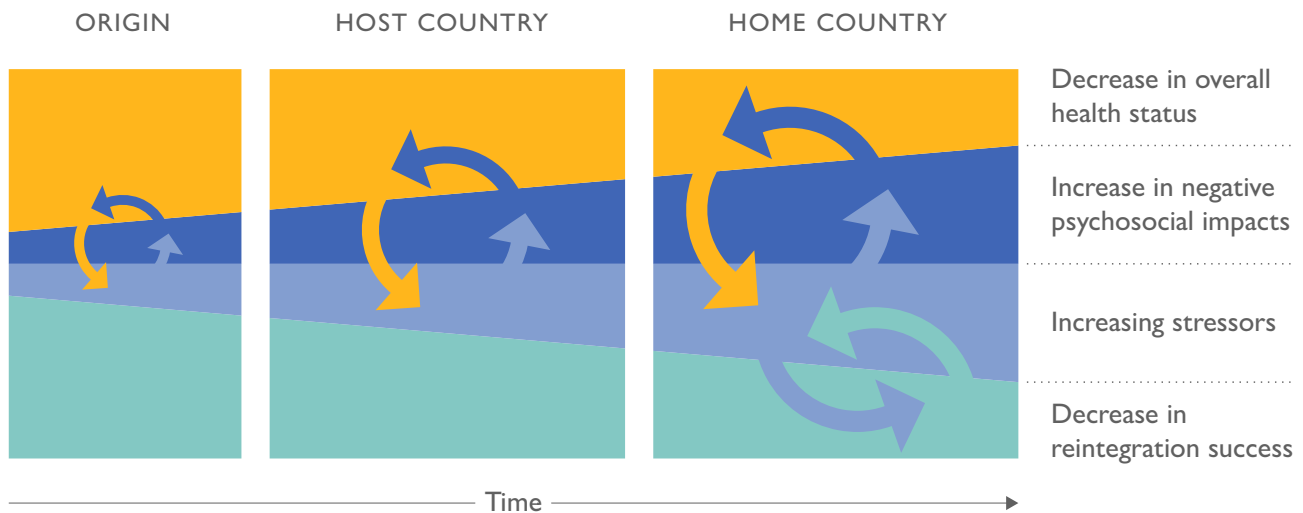 ORIGIN
HOST COUNTRY
HOME COUNTRY
Decrease in overall
health status
Increase in negative
psychosocial impacts
Increasing stressors
Decrease in
reintegration success
Time